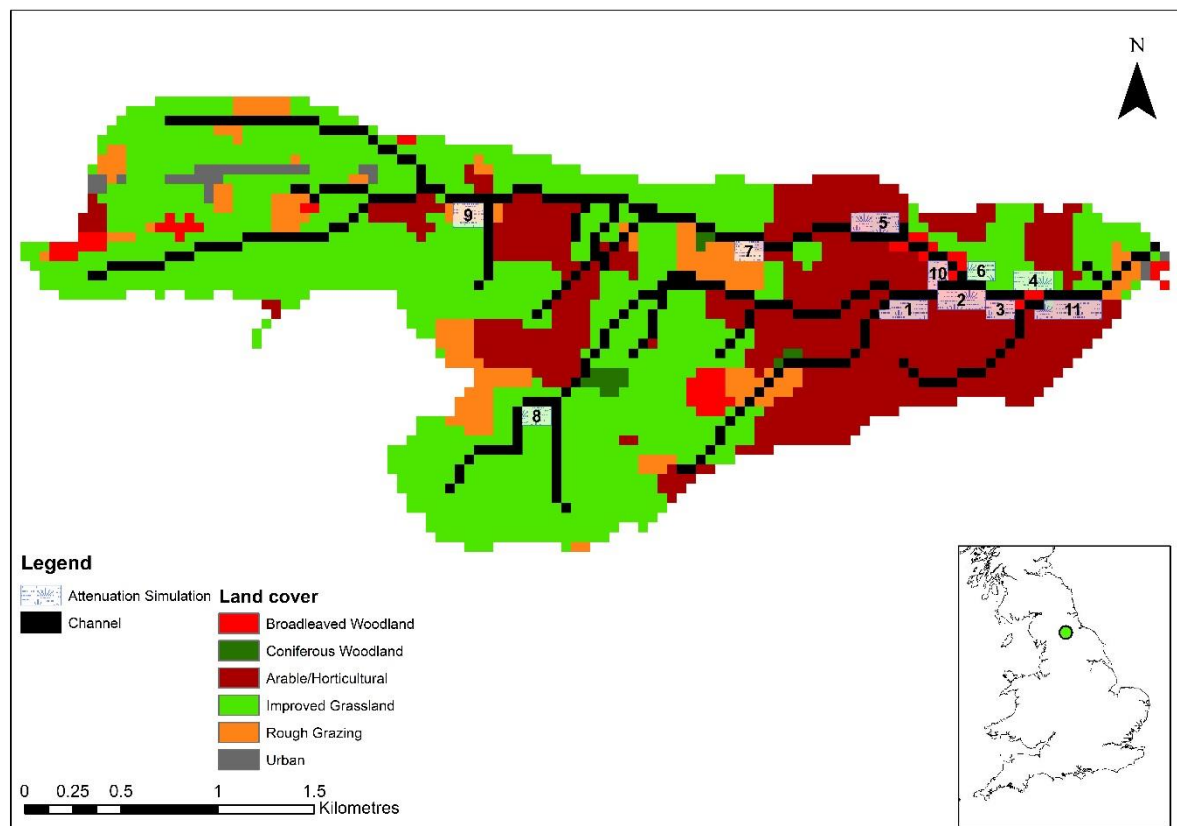 N
9
5
7
10
6
4
1
2
3
11
8
Legend
Attenuation Simulation
Channel
Land cover
Broadleaved Woodland
Coniferous Woodland
Arable/Horticultural
Improved Grassland
Rough Grazing
Urban
0 0.25 0.5 1 1.5
Kilometres